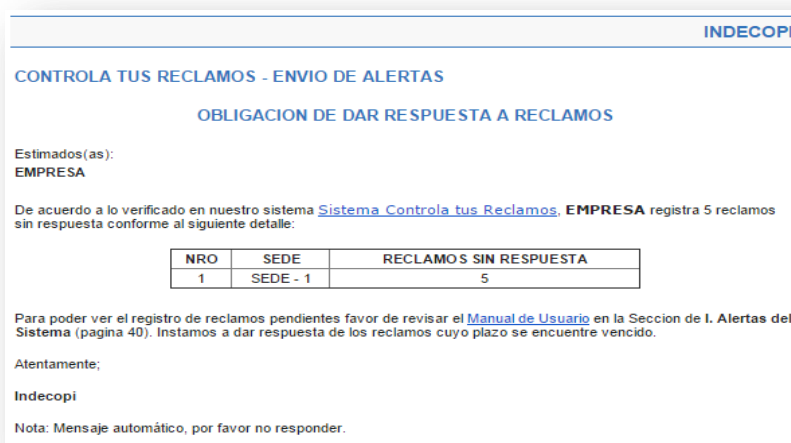 INDECOPI
CONTROLA TUS RECLAMOS - ENVIO DE ALERTAS
OBLIGACION DE DAR RESPUESTA A RECLAMOS
Estimados(as):
EMPRESA
De acuerdo a lo verificado en nuestro sistema Sistema Controla tus Reclamos, EMPRESA registra 5 reclamos
sin respuesta conforme al siguiente detalle:
NRO SEDE RECLAMOS SIN RESPUESTA
1 SEDE - 1 5
Para poder ver el registro de reclamos pendientes favor de revisar el Manual de Usuario en la Seccion de I. Alertas del
Sistema (pagina 40). Instamos a dar respuesta de los reclamos cuyo plazo se encuentre vencido.
Atentamente;
Indecopi
Nota: Mensaje automático, por favor no responder.